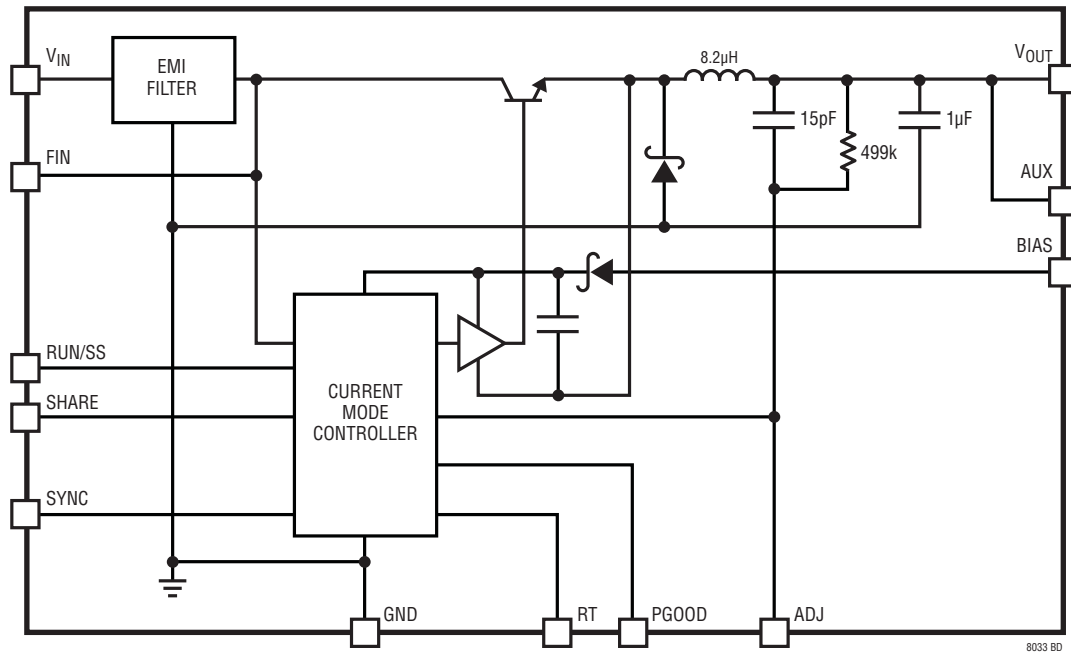 VIN
EMI
FILTER
8.2µH
VOUT
15pF
1µF
499k
FIN
AUX
BIAS
RUN/SS
SHARE
CURRENT
MODE
CONTROLLER
SYNC
GND
RT
PGOOD
ADJ
8033 BD